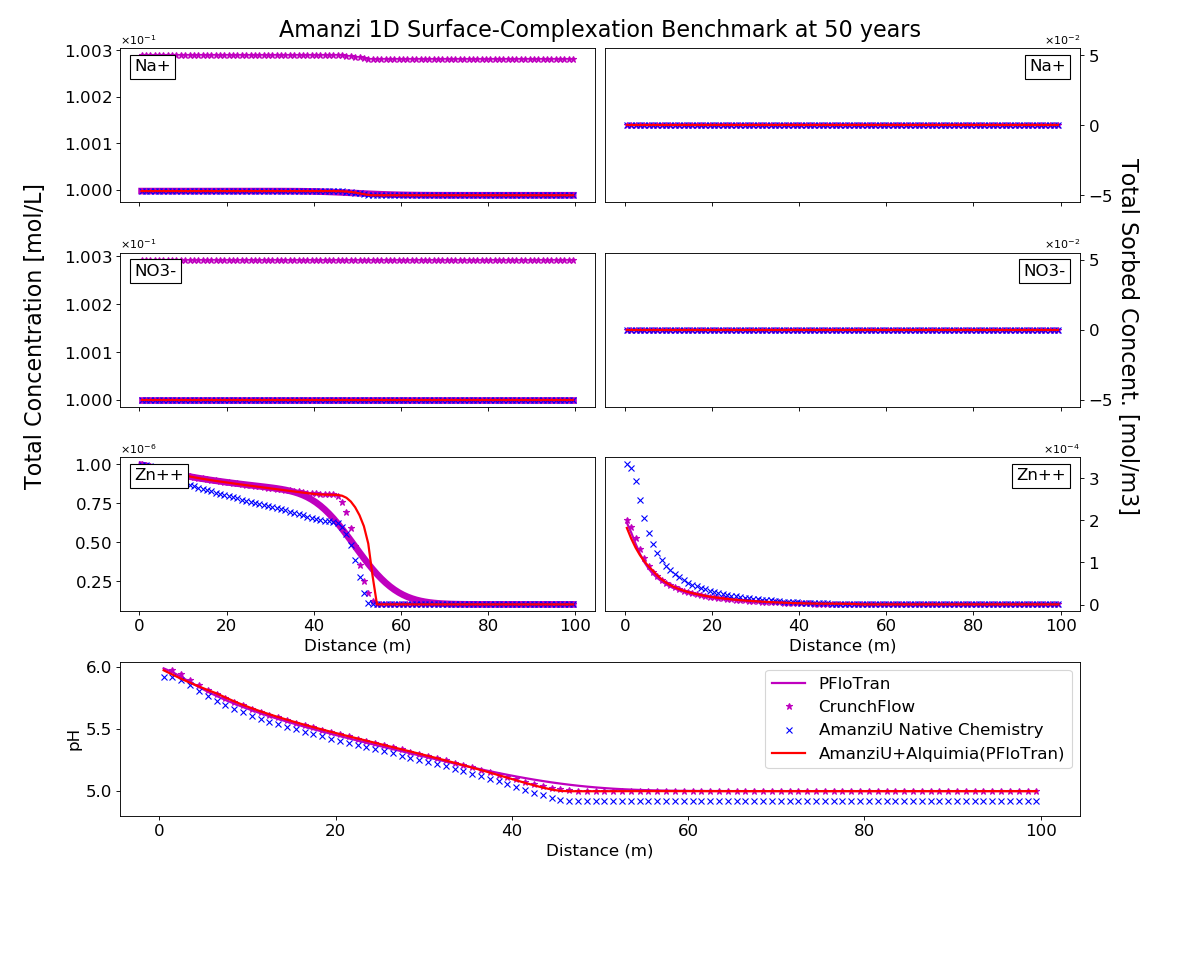 Amanzi 1D Surface-Complexation Benchmark at 50 years
×10⁻¹
×10⁻²
1.003
1.002
1.001
1.000
Na+
Na+
5
0
−5
×10⁻¹
×10⁻²
1.003
1.002
1.001
1.000
NO3-
NO3-
5
0
−5
Total Concentration [mol/L]
Total Sorbed Concent. [mol/m3]
×10⁻⁶
×10⁻⁴
1.00
0.75
0.50
0.25
Zn++
Zn++
3
2
1
0
0 20 40 60 80 100
0 20 40 60 80 100
Distance (m)
Distance (m)
6.0
5.5
5.0
pH
PFloTran
CrunchFlow
AmanziU Native Chemistry
AmanziU+Alquimia(PFloTran)
0 20 40 60 80 100
Distance (m)